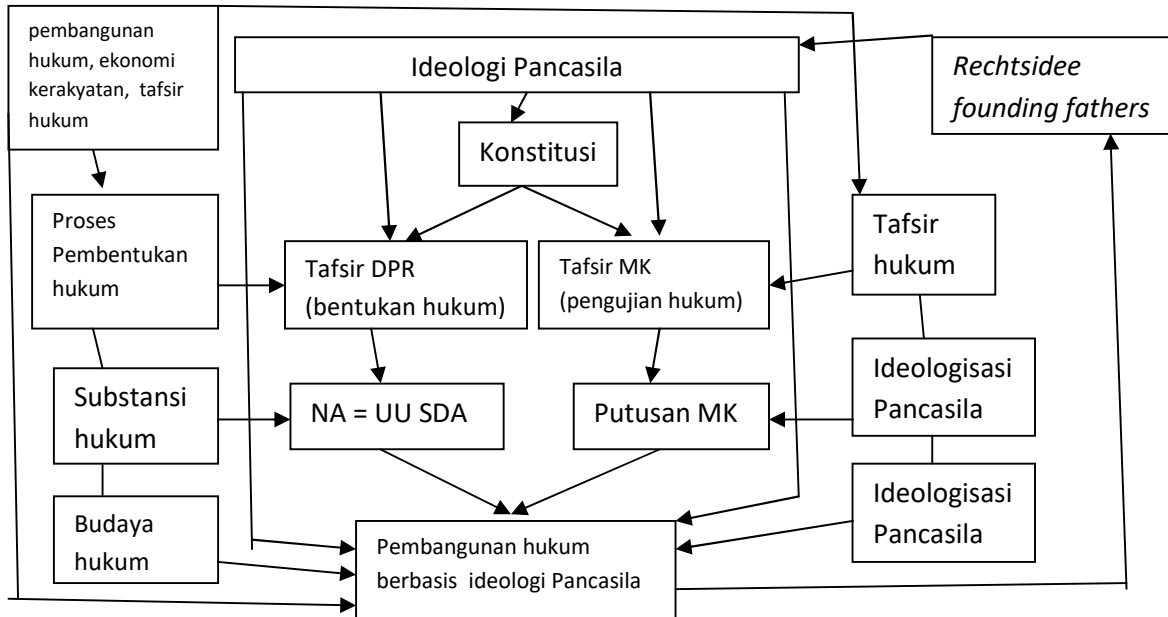 pembangunan
hukum, ekonomi
kerakyatan, tafsir
hukum
Ideologi Pancasila
Rechtsidee
founding fathers
Konstitusi
Proses
Pembentukan
hukum
Tafsir DPR
(bentukan hukum)
Tafsir MK
(pengujian hukum)
Tafsir
hukum
Substansi
hukum
NA = UU SDA
Putusan MK
Ideologisasi
Pancasila
Budaya
hukum
Pembangunan hukum
berbasis ideologi Pancasila
Ideologisasi
Pancasila